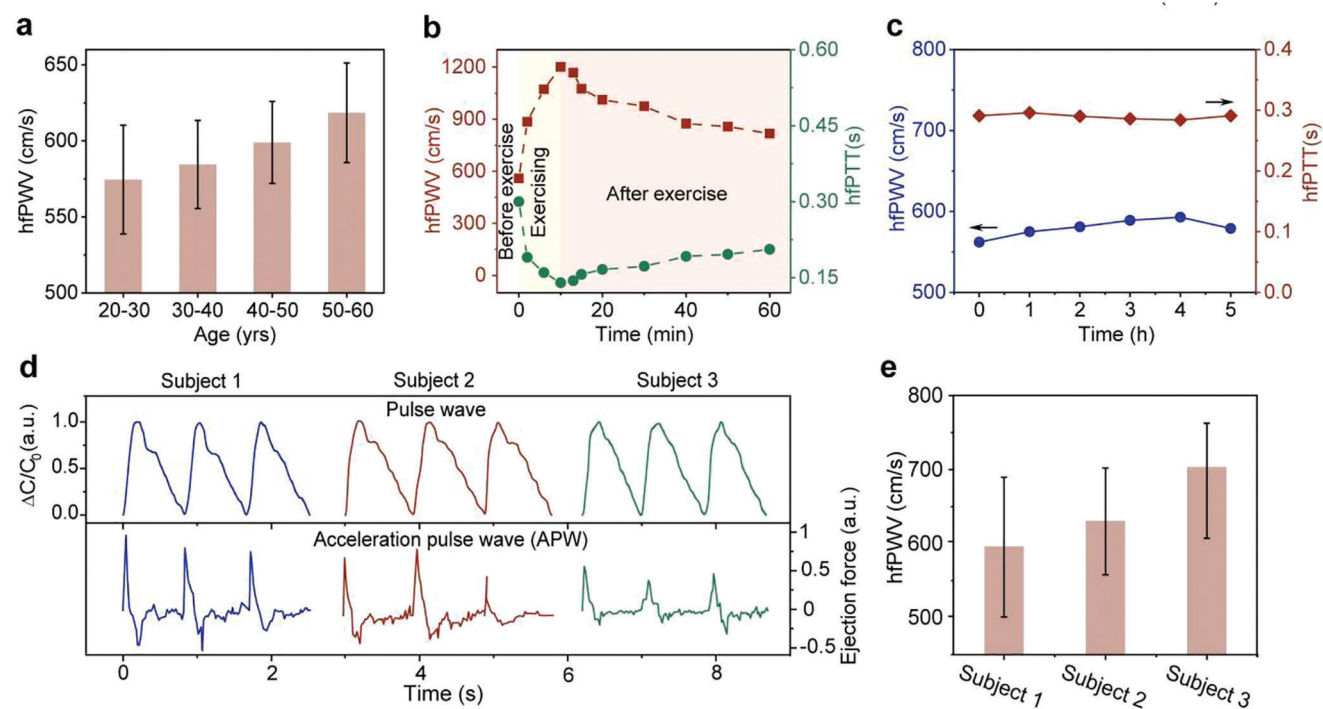 a
650
600
550
500
hfPWV (cm/s)
20-30 30-40 40-50 50-60
Age (yrs)
b
1200
900
600
300
0
hfPWV (cm/s)
Before exercise
Exercising
After exercise
0.60
0.45
0.30
0.15
hfPTT(s)
0 20 40 60
Time (min)
c
800
700
600
500
hfPWV (cm/s)
0.4
0.3
0.2
0.1
0.0
hfPTT(s)
0 1 2 3 4 5
Time (h)
d
Subject 1 Subject 2 Subject 3
Pulse wave
1.0
0.5
0.0
ΔC/C0 (a.u.)
Acceleration pulse wave (APW)
1
0.5
0
-0.5
Ejection force (a.u.)
0 2 4 6 8
Time (s)
e
800
700
600
500
hfPWV (cm/s)
Subject 1 Subject 2 Subject 3